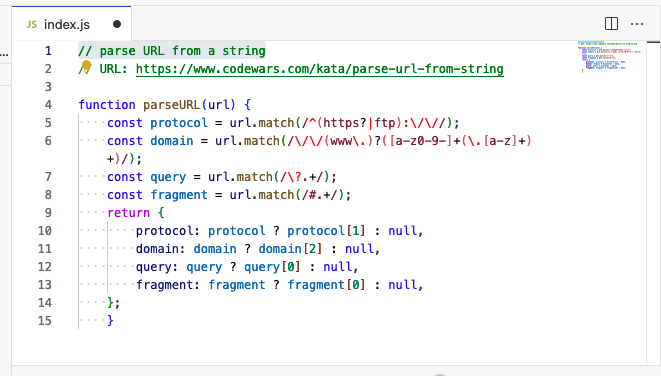 JS index.js
1 // parse URL from a string
2 // URL: https://www.codewars.com/kata/parse-url-from-string
3
4 function parseURL(url) {
5 const protocol = url.match(/^(https?|ftp):\/\//);
6 const domain = url.match(/\/\/(www\.)?([a-z0-9-]+(\.[a-z]+)
+)/);
7 const query = url.match(/\?.+/);
8 const fragment = url.match(/#.+/);
9 return {
10 protocol: protocol ? protocol[1] : null,
11 domain: domain ? domain[2] : null,
12 query: query ? query[0] : null,
13 fragment: fragment ? fragment[0] : null,
14 };
15 }